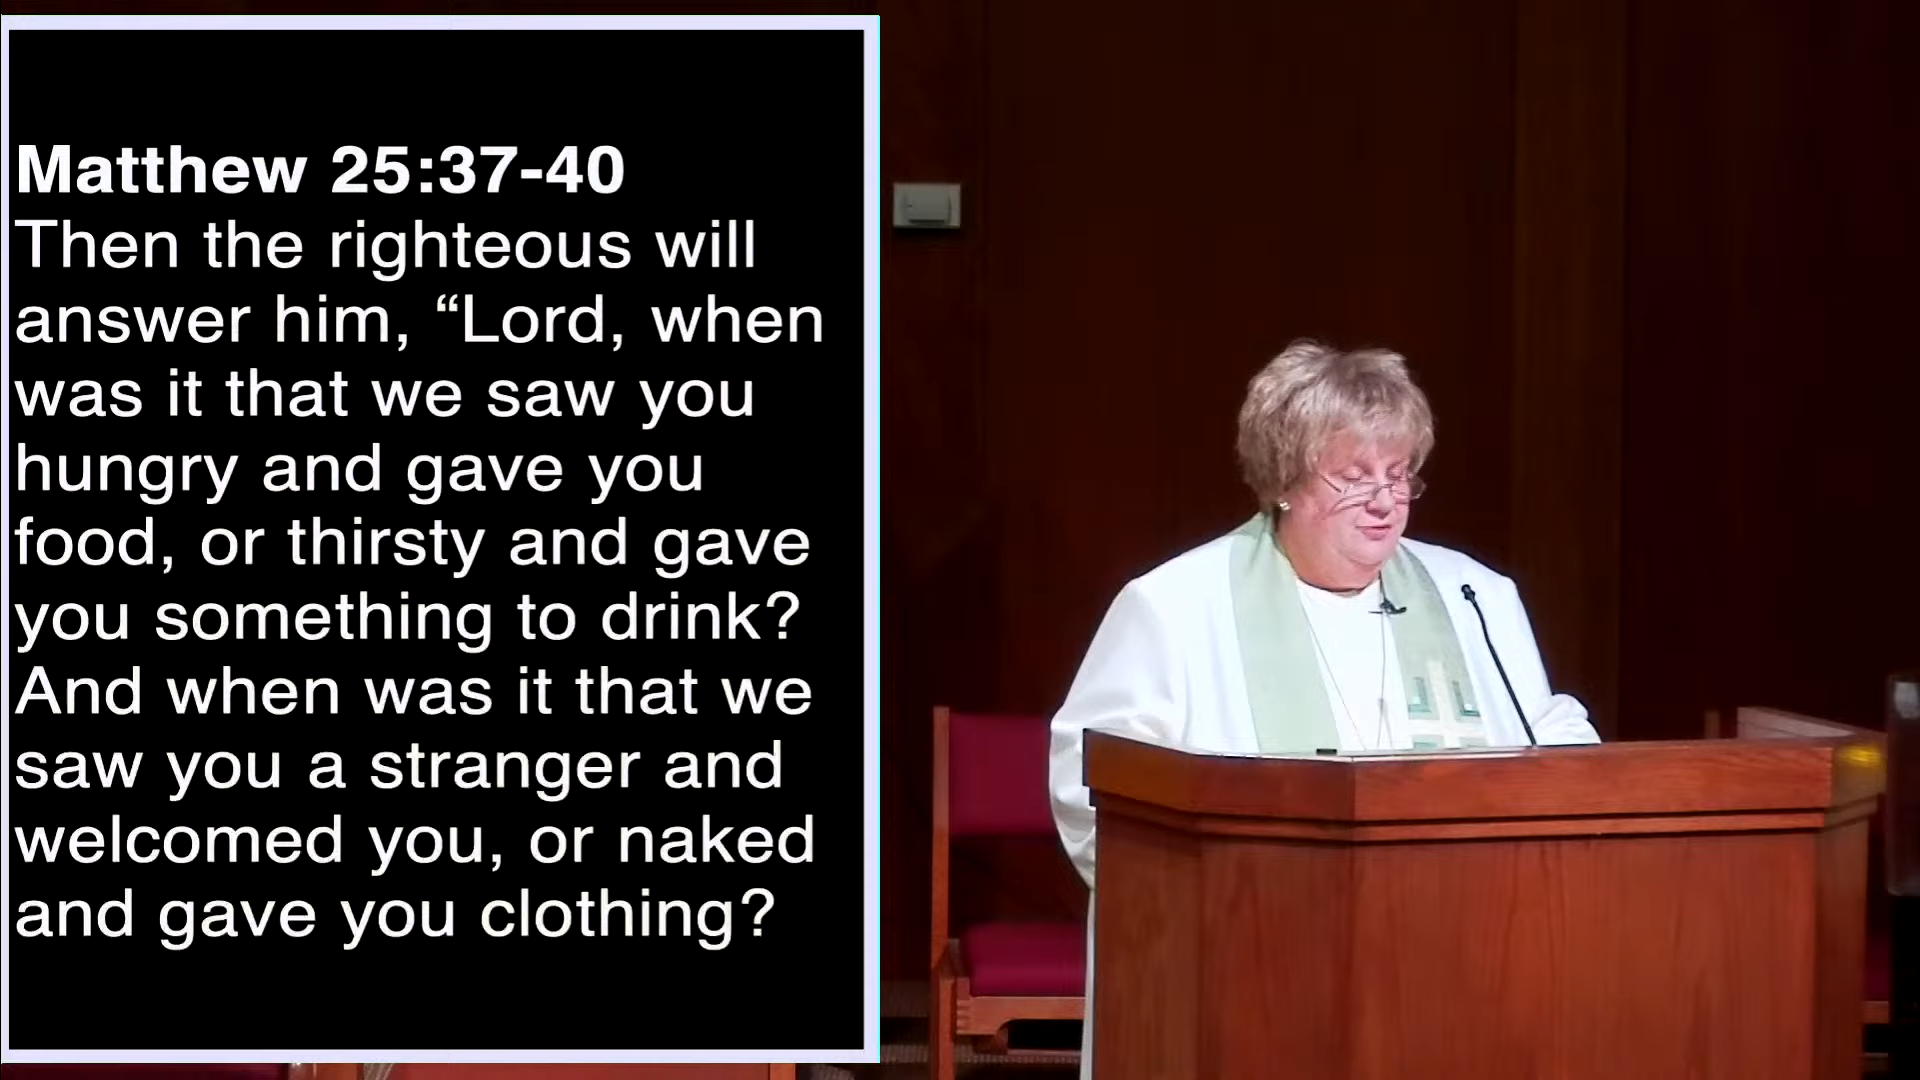 Matthew 25:37-40
Then the righteous will
answer him, “Lord, when
was it that we saw you
hungry and gave you
food, or thirsty and gave
you something to drink?
And when was it that we
saw you a stranger and
welcomed you, or naked
and gave you clothing?